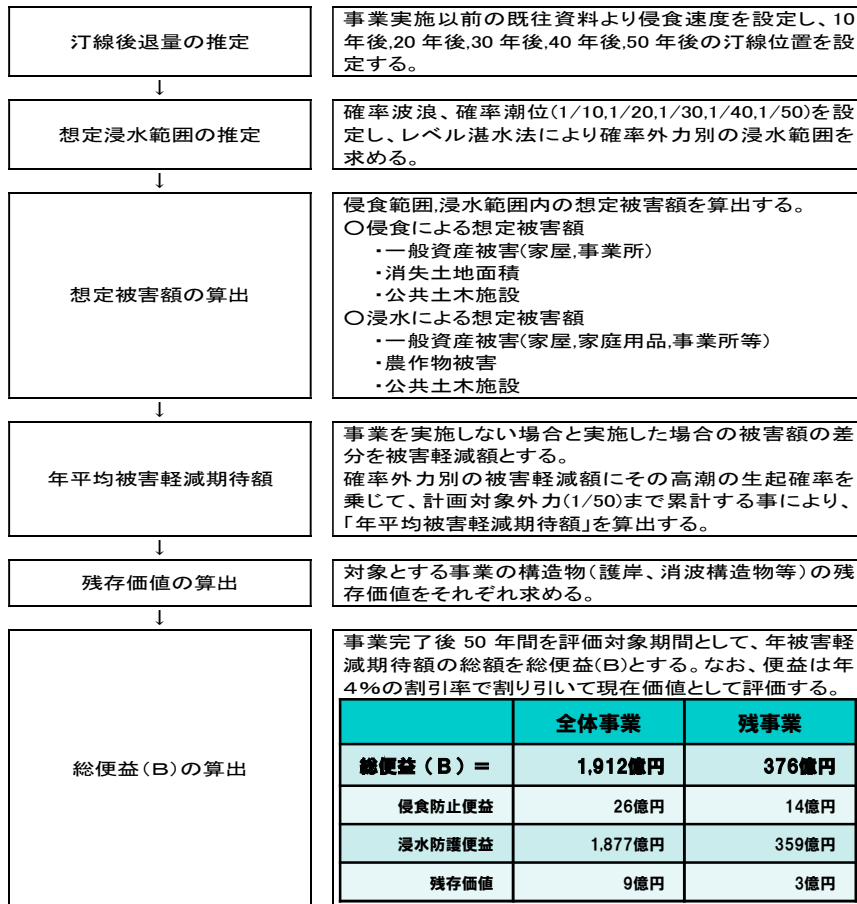 汀線後退量の推定
事業実施以前の既往資料より侵食速度を設定し、10
年後,20 年後,30 年後,40 年後,50 年後の汀線位置を設
定する。
↓
想定浸水範囲の推定
確率波浪、確率潮位(1/10,1/20,1/30,1/40,1/50)を設
定し、レベル湛水法により確率外力別の浸水範囲を
求める。
↓
想定被害額の算出
侵食範囲,浸水範囲内の想定被害額を算出する。
〇侵食による想定被害額
・一般資産被害(家屋,事業所)
・消失土地面積
・公共土木施設
〇浸水による想定被害額
・一般資産被害(家屋,家庭用品,事業所等)
・農作物被害
・公共土木施設
↓
年平均被害軽減期待額
事業を実施しない場合と実施した場合の被害額の差
分を被害軽減額とする。
確率外力別の被害軽減額にその高潮の生起確率を
乗じて、計画対象外力(1/50)まで累計する事により、
「年平均被害軽減期待額」を算出する。
↓
残存価値の算出
対象とする事業の構造物(護岸、消波構造物等)の残
存価値をそれぞれ求める。
↓
総便益(B)の算出
事業完了後 50 年間を評価対象期間として、年被害軽
減期待額の総額を総便益(B)とする。なお、便益は年
4%の割引率で割り引いて現在価値として評価する。
全体事業 残事業
総便益(B)= 1,912億円 376億円
侵食防止便益 26億円 14億円
浸水防護便益 1,877億円 359億円
残存価値 9億円 3億円